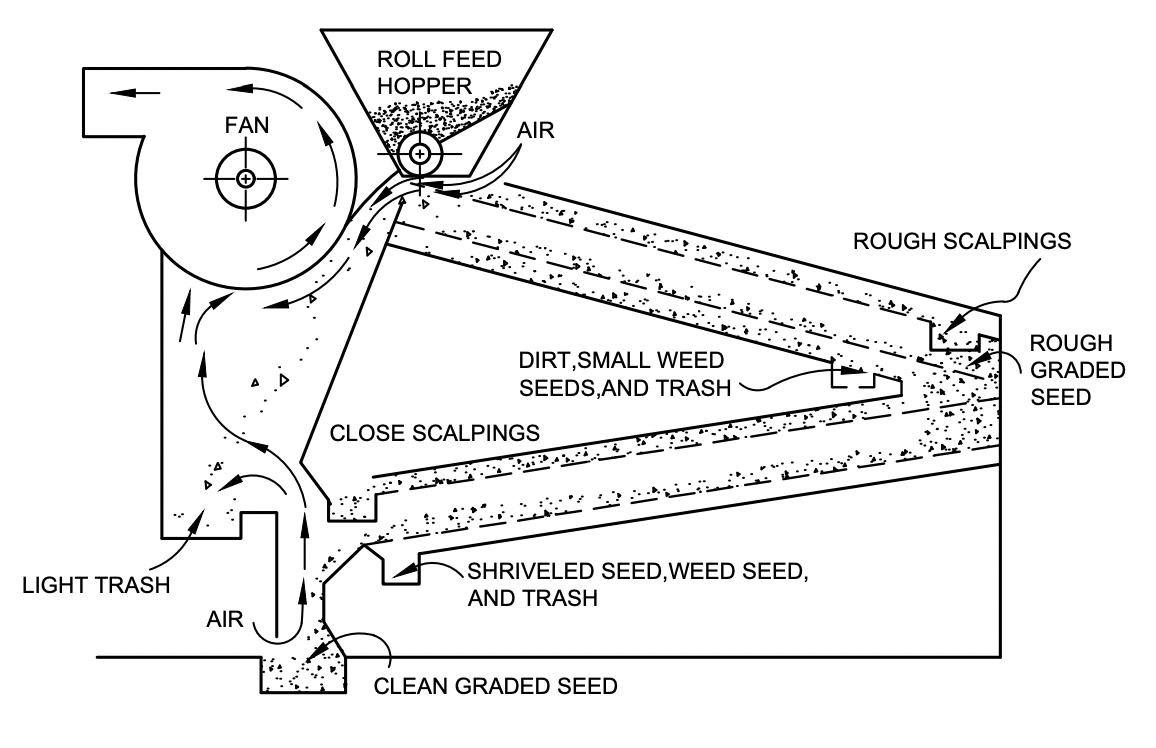 ROLL FEED
HOPPER
FAN
AIR
ROUGH SCALPINGS
ROUGH
GRADED
SEED
DIRT,SMALL WEED
SEEDS,AND TRASH
CLOSE SCALPINGS
LIGHT TRASH
SHRIVELED SEED,WEED SEED,
AND TRASH
AIR
CLEAN GRADED SEED